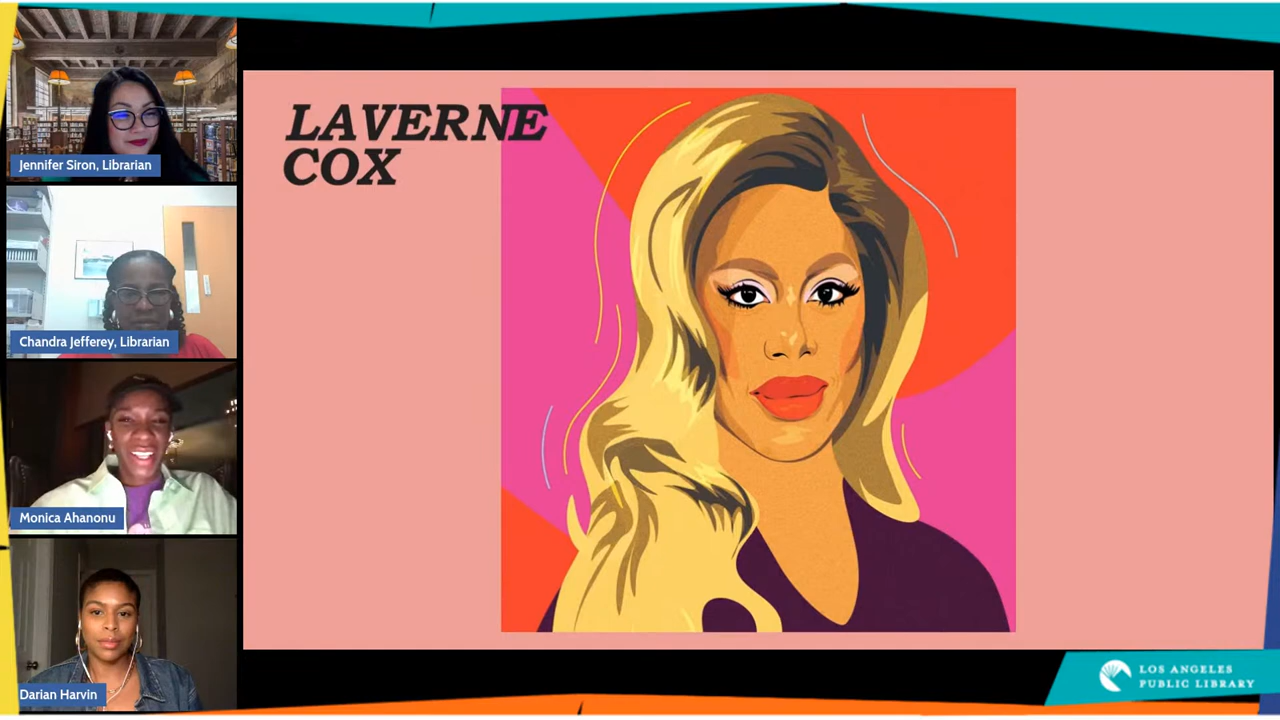 Jennifer Siron, Librarian
Chandra Jefferey, Librarian
Monica Ahanonu
Darian Harvin
LAVERNE
COX
LOS ANGELES
PUBLIC LIBRARY